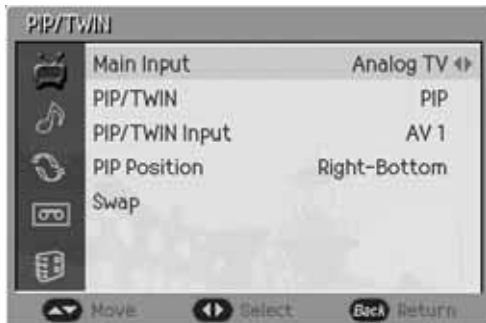 PIP/TWIN
Main Input Analog TV
PIP/TWIN PIP
PIP/TWIN Input AV 1
PIP Position Right-Bottom
Swap
Move Select Back Return